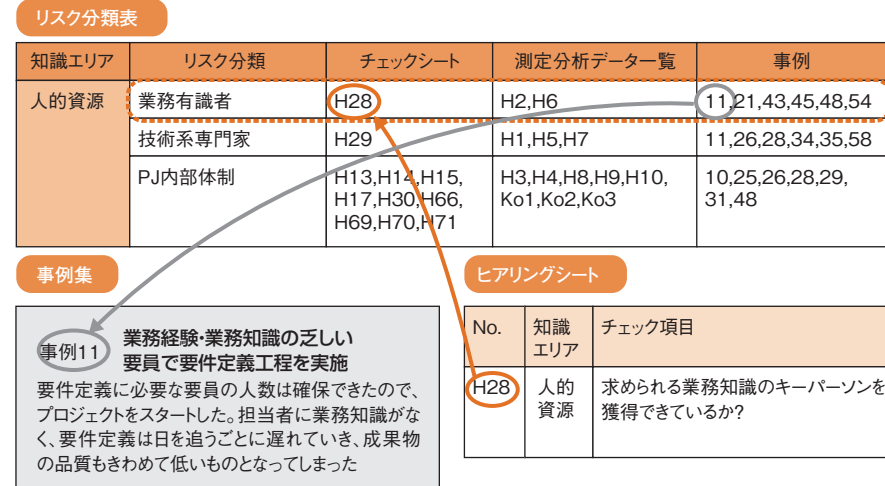 リスク分類表
知識エリア リスク分類 チェックシート 測定分析データ一覧 事例
人的資源 業務有識者 H28 H2,H6 11,21,43,45,48,54
技術系専門家 H29 H1,H5,H7 11,26,28,34,35,58
PJ内部体制 H13,H14,H15, H3,H4,H8,H9,H10, 10,25,26,28,29,
H17,H30,H66, Ko1,Ko2,Ko3 31,48
H69,H70,H71
事例集
事例11 業務経験・業務知識の乏しい
要員で要件定義工程を実施
要件定義に必要な要員の人数は確保できたので、
プロジェクトをスタートした。担当者に業務知識がな
く、要件定義は日を追うごとに遅れていき、成果物
の品質もきわめて低いものとなってしまった
ヒアリングシート
No. 知識 チェック項目
エリア
H28 人的 求められる業務知識のキーパーソンを
資源 獲得できているか?